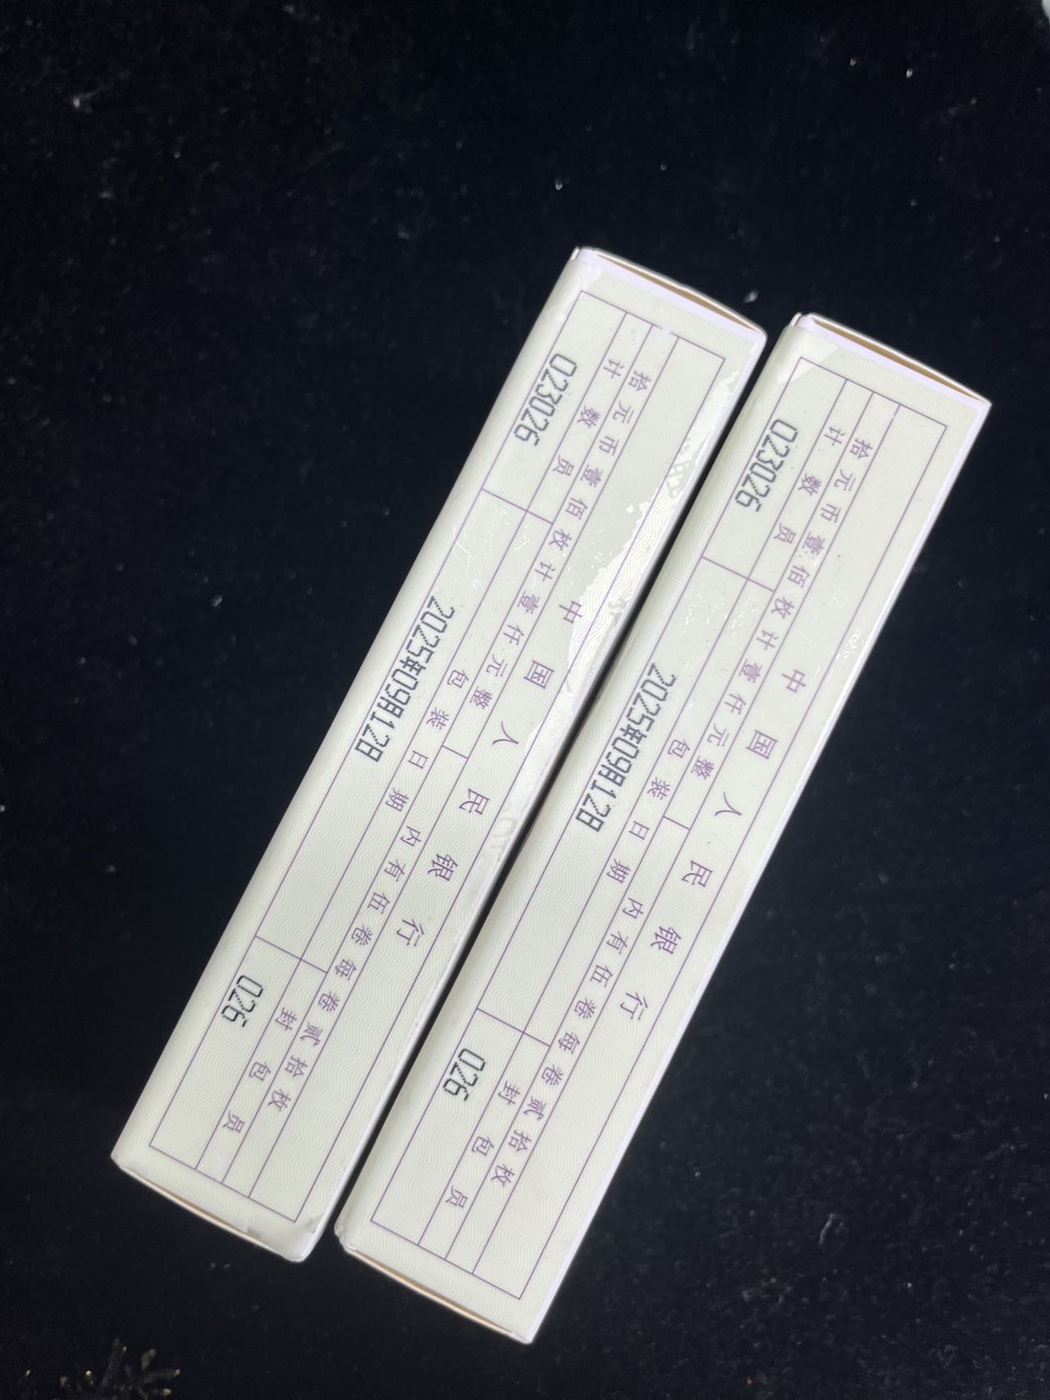 中国人民银行
拾元币壹佰枚计壹仟元整
内有伍卷每卷贰拾枚
计数员
包装日期
封包员
023026
2025年09月12日
026
中国人民银行
拾元币壹佰枚计壹仟元整
内有伍卷每卷贰拾枚
计数员
包装日期
封包员
023026
2025年09月12日
026